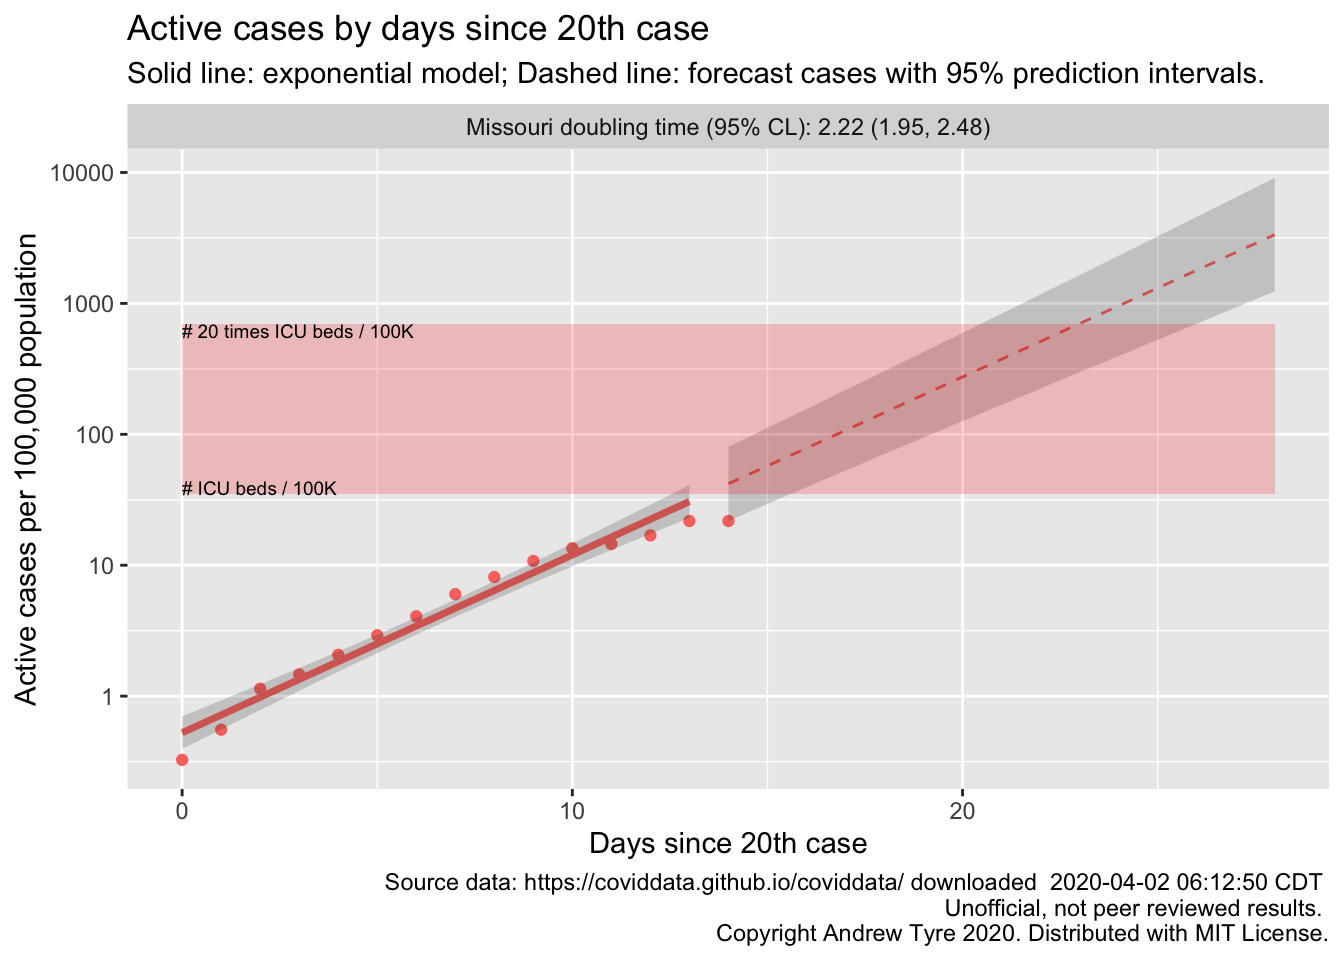 Active cases by days since 20th case
Solid line: exponential model; Dashed line: forecast cases with 95% prediction intervals.
Missouri doubling time (95% CL): 2.22 (1.95, 2.48)
Active cases per 100,000 population
10000
1000
100
10
1
# 20 times ICU beds / 100K
# ICU beds / 100K
0
10
20
Days since 20th case
Source data: https://coviddata.github.io/coviddata/ downloaded  2020-04-02 06:12:50 CDT
Unofficial, not peer reviewed results.
Copyright Andrew Tyre 2020. Distributed with MIT License.